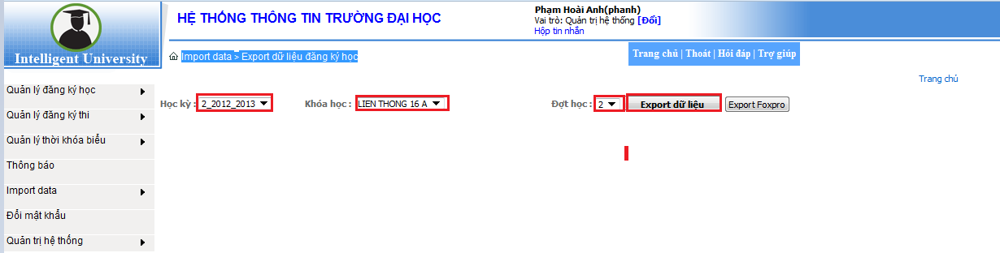 Intelligent University
HỆ THỐNG THÔNG TIN TRƯỜNG ĐẠI HỌC
Phạm Hoài Anh(phanh)
Vai trò: Quản trị hệ thống [Đổi]
Hộp tin nhắn
Import data > Export dữ liệu đăng ký học
Trang chủ | Thoát | Hỏi đáp | Trợ giúp
Trang chủ
Quản lý đăng ký học
Quản lý đăng ký thi
Quản lý thời khóa biểu
Thông báo
Import data
Đổi mật khẩu
Quản trị hệ thống
Học kỳ : 2_2012_2013 Khóa học : LIEN THONG 16 A Đợt học : 2 Export dữ liệu Export Foxpro